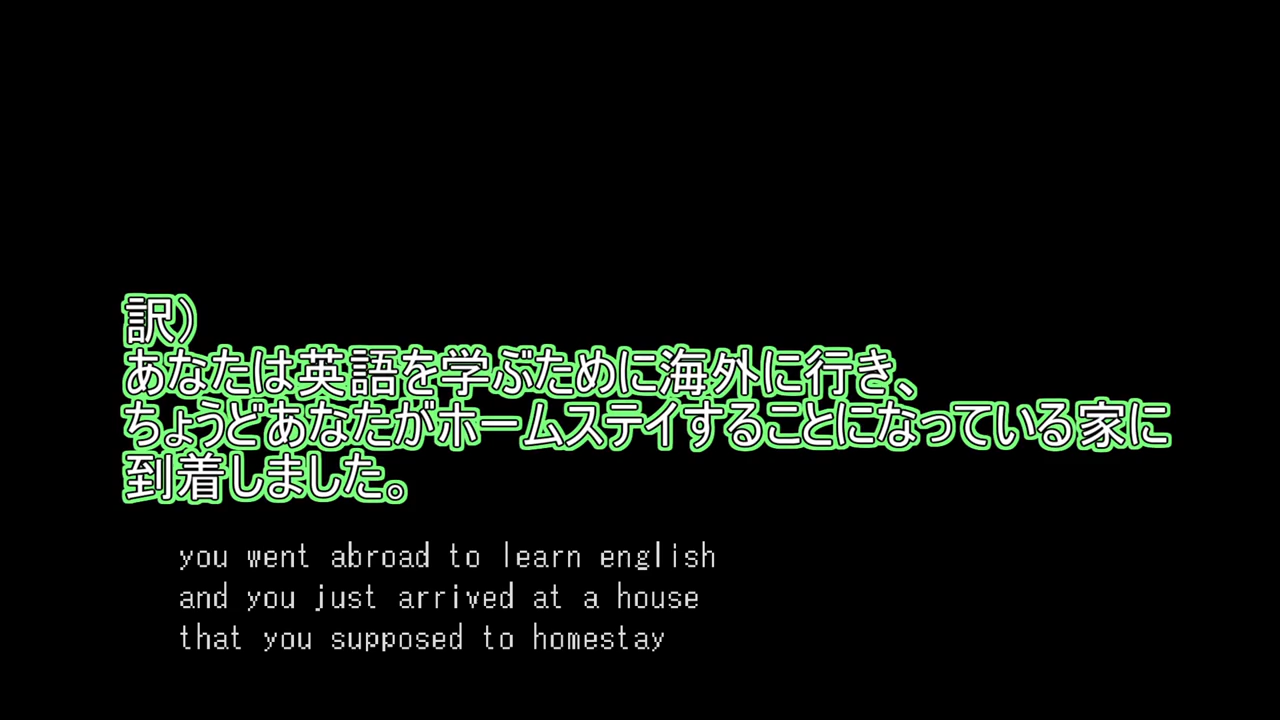 訳）
あなたは英語を学ぶために海外に行き、
ちょうどあなたがホームステイすることになっている家に
到着しました。
you went abroad to learn english
and you just arrived at a house
that you supposed to homestay